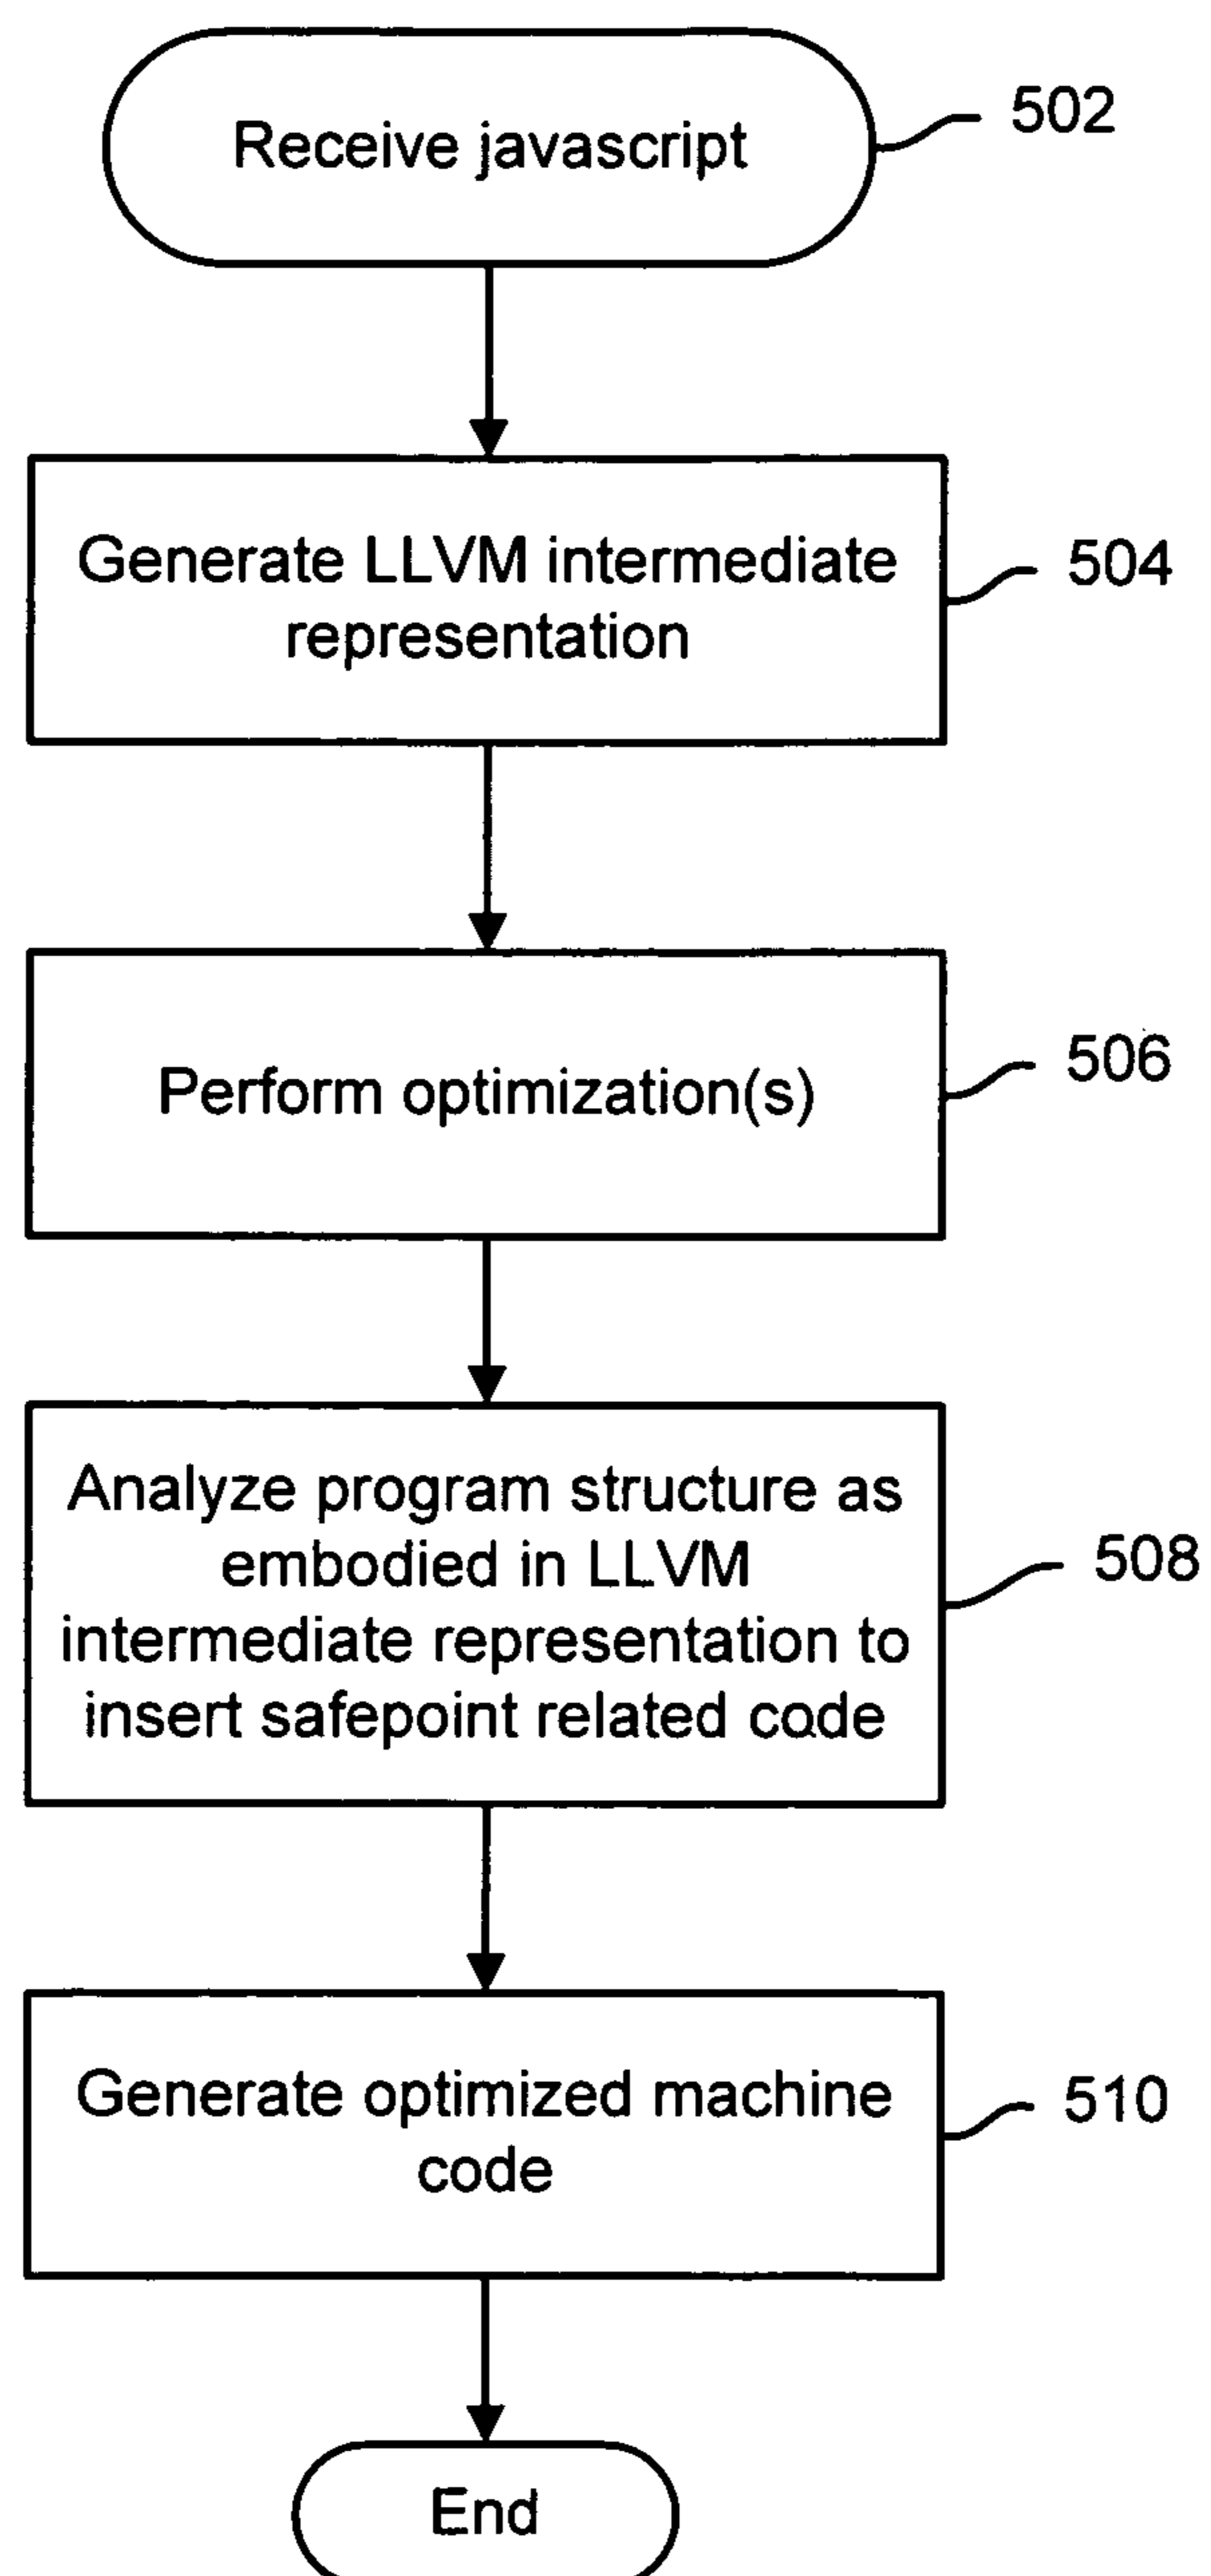 Receive javascript
502
Generate LLVM intermediate
representation
504
Perform optimization(s)
506
Analyze program structure as
embodied in LLVM
intermediate representation to
insert safepoint related code
508
Generate optimized machine
code
510
End